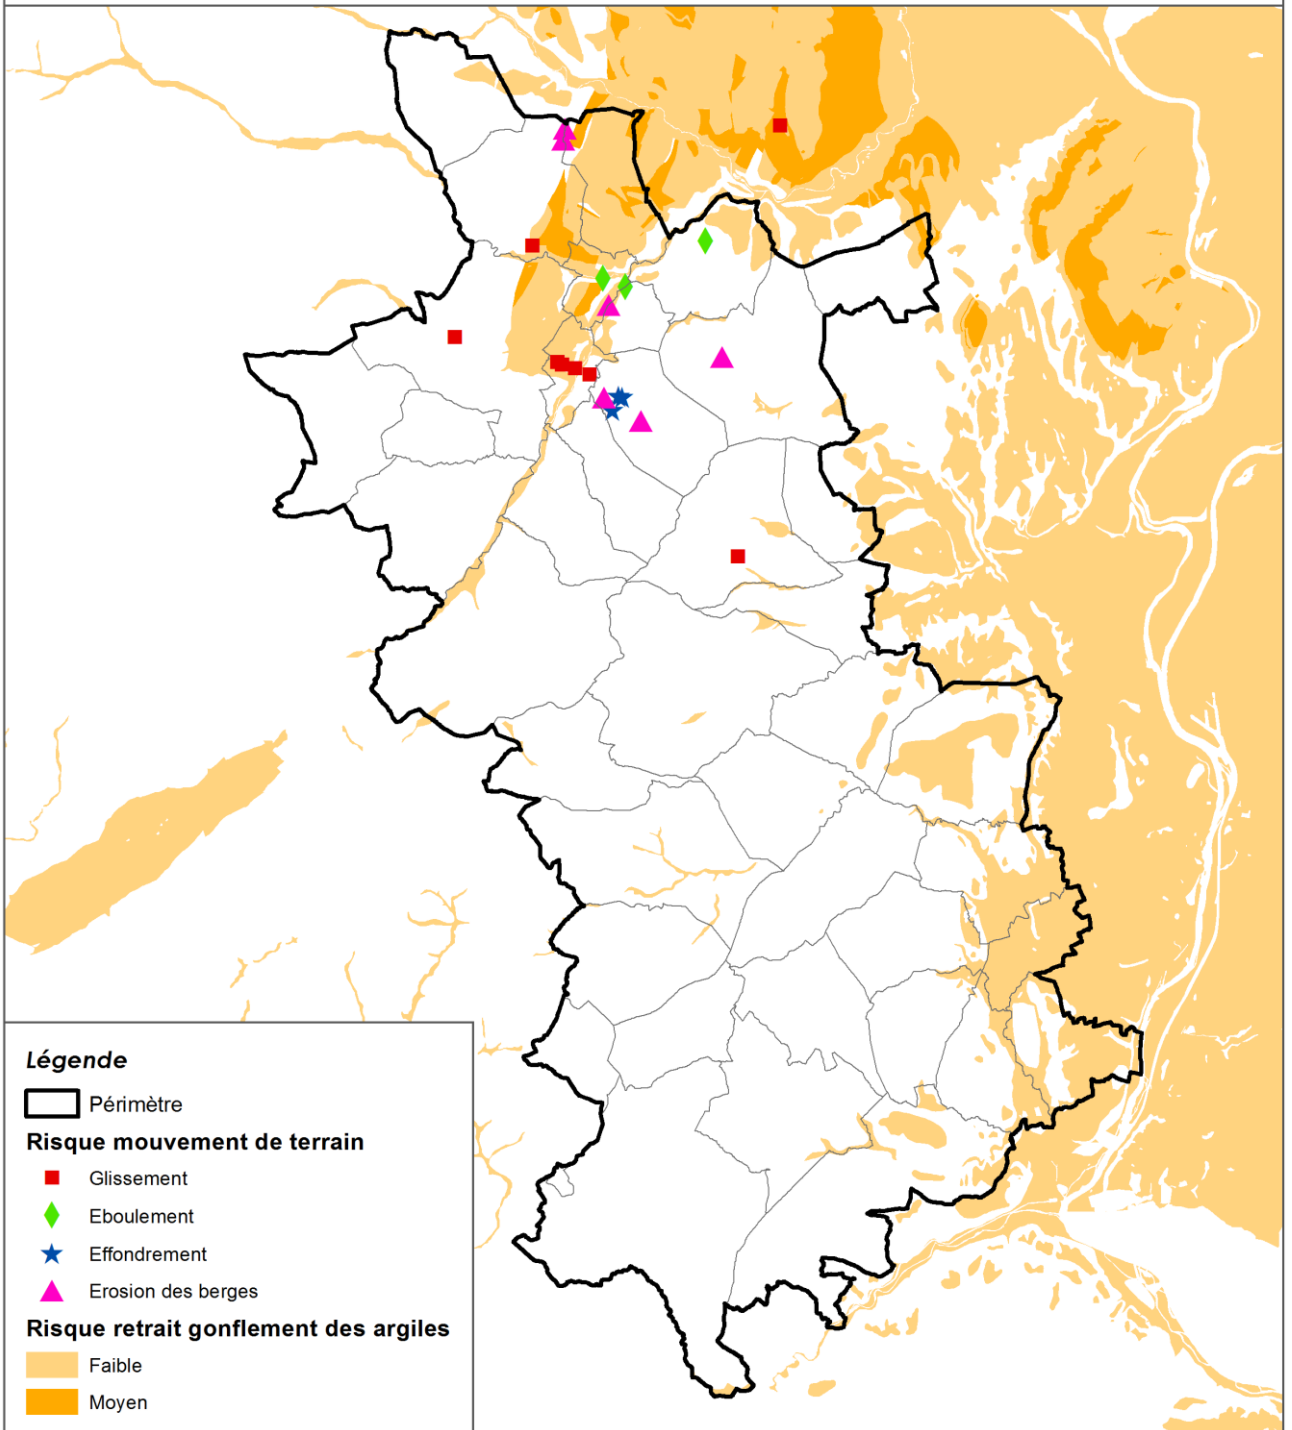 Légende
Périmètre
Risque mouvement de terrain
Glissement
Eboulement
Effondrement
Erosion des berges
Risque retrait gonflement des argiles
Faible
Moyen